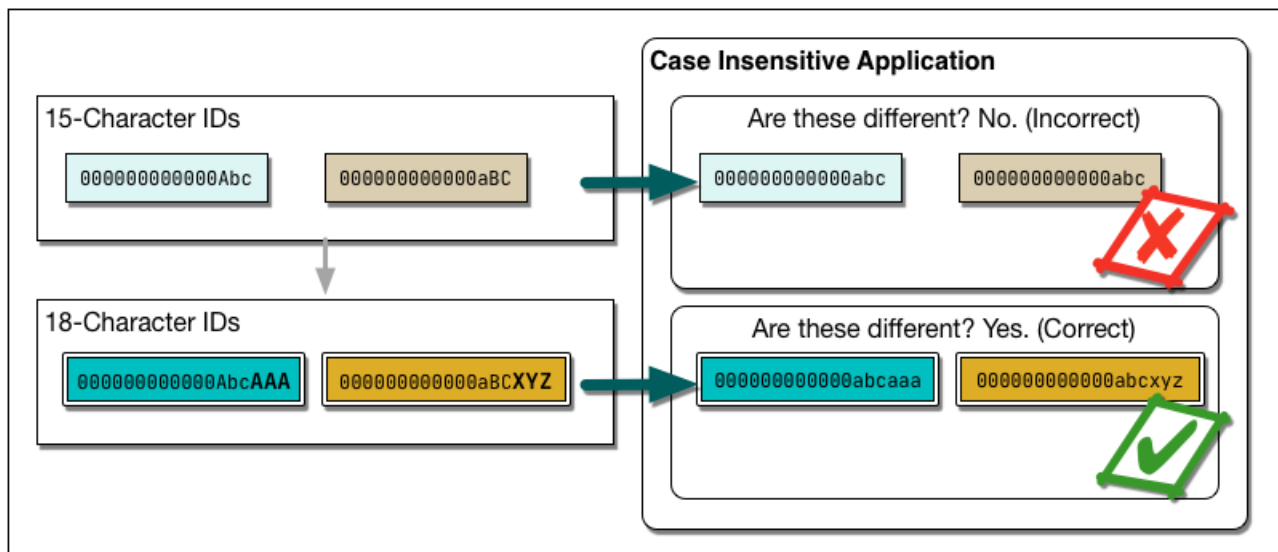 Case Insensitive Application
15-Character IDs
000000000000Abc
000000000000aBC
Are these different? No. (Incorrect)
000000000000abc
000000000000abc
18-Character IDs
000000000000AbcAAA
000000000000aBCXYZ
Are these different? Yes. (Correct)
000000000000abcaaa
000000000000abcxyz